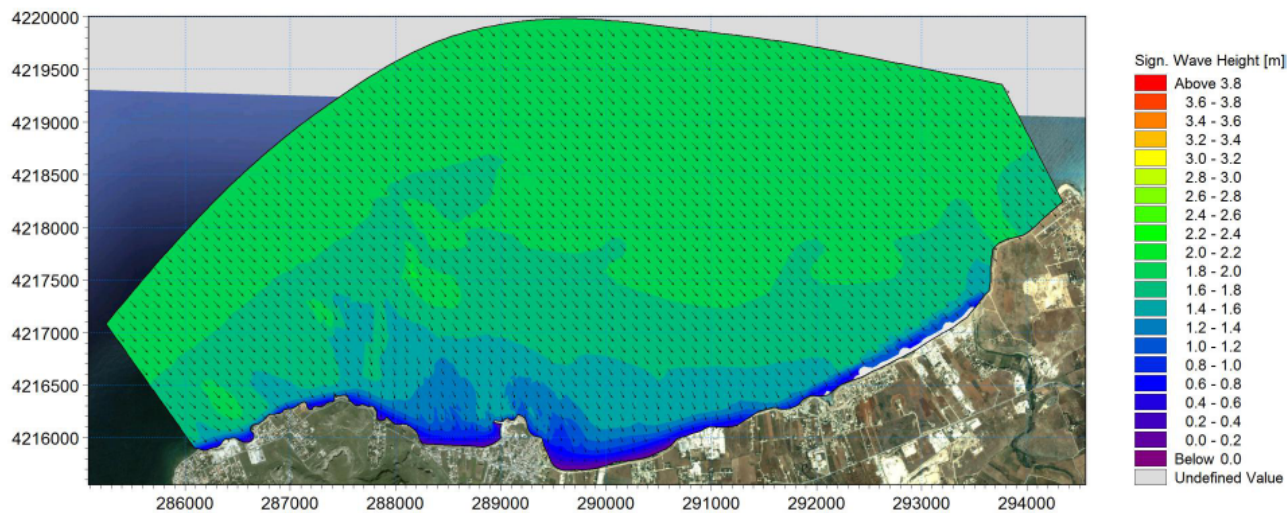 4220000
4219500
4219000
4218500
4218000
4217500
4217000
4216500
4216000
286000 287000 288000 289000 290000 291000 292000 293000 294000
Sign. Wave Height [m]
Above 3.8
3.6 - 3.8
3.4 - 3.6
3.2 - 3.4
3.0 - 3.2
2.8 - 3.0
2.6 - 2.8
2.4 - 2.6
2.2 - 2.4
2.0 - 2.2
1.8 - 2.0
1.6 - 1.8
1.4 - 1.6
1.2 - 1.4
1.0 - 1.2
0.8 - 1.0
0.6 - 0.8
0.4 - 0.6
0.2 - 0.4
0.0 - 0.2
Below 0.0
Undefined Value